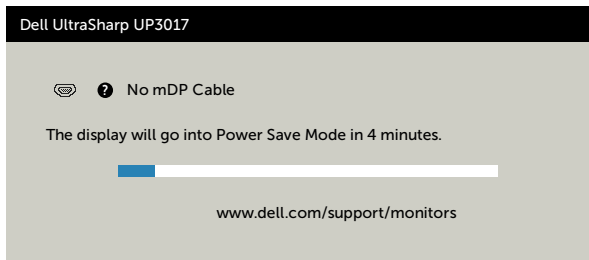 Dell UltraSharp UP3017
? No mDP Cable
The display will go into Power Save Mode in 4 minutes.
www.dell.com/support/monitors